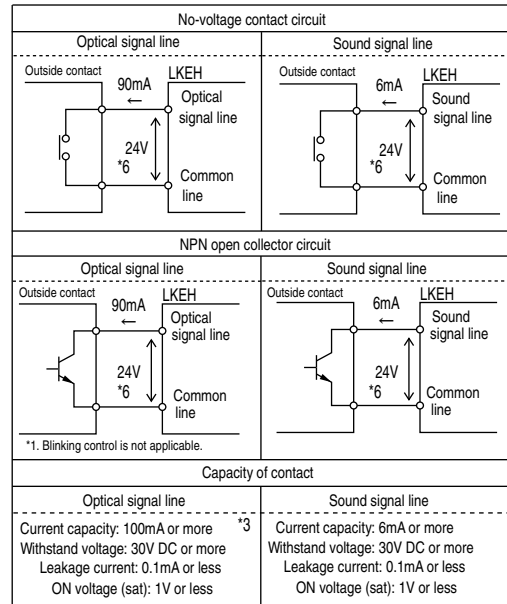 No-voltage contact circuit
Optical signal line
Sound signal line
Outside contact
90mA
←
LKEH
Optical
signal line
24V
*6
Common
line
Outside contact
6mA
←
LKEH
Sound
signal line
24V
*6
Common
line
NPN open collector circuit
Optical signal line
Sound signal line
Outside contact
90mA
←
LKEH
Optical
signal line
24V
*6
Common
line
*1. Blinking control is not applicable.
Outside contact
6mA
←
LKEH
Sound
signal line
24V
*6
Common
line
Capacity of contact
Optical signal line
Current capacity: 100mA or more *3
Withstand voltage: 30V DC or more
Leakage current: 0.1mA or less
ON voltage (sat): 1V or less
Sound signal line
Current capacity: 6mA or more
Withstand voltage: 30V DC or more
Leakage current: 0.1mA or less
ON voltage (sat): 1V or less